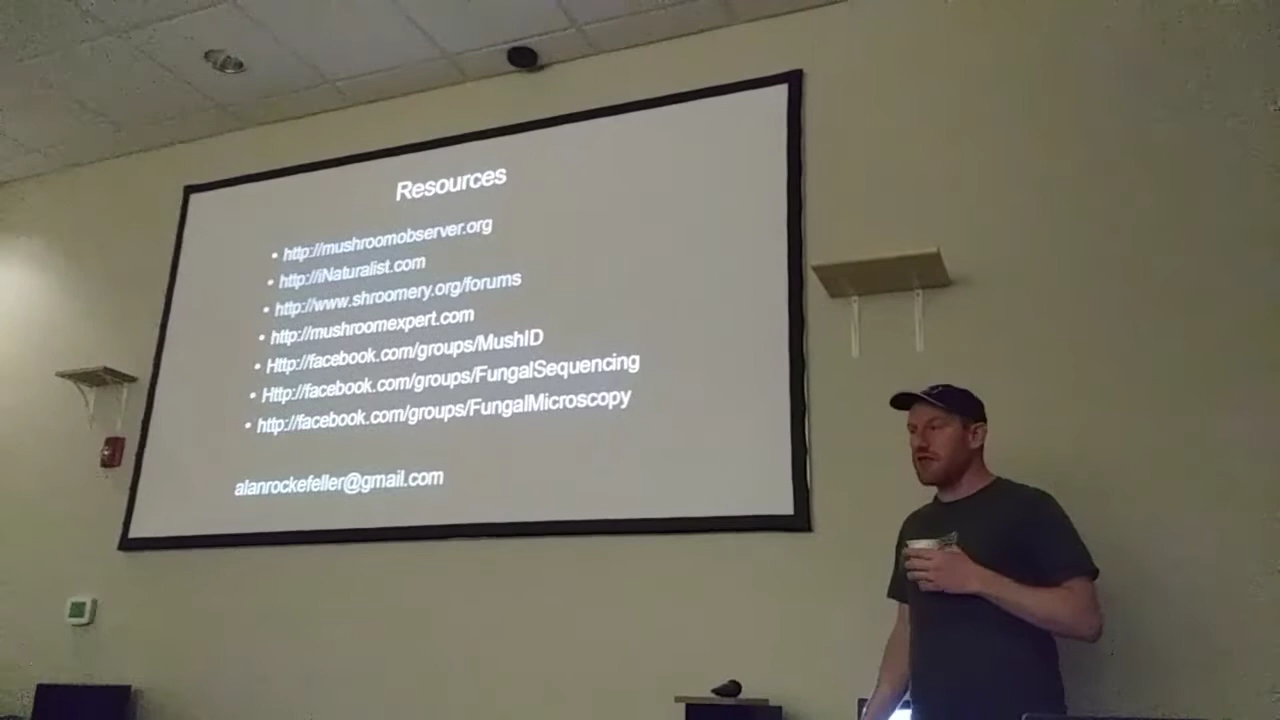 Resources
• http://mushroomobserver.org
• http://iNaturalist.com
• http://www.shroomery.org/forums
• http://mushroomexpert.com
• Http://facebook.com/groups/MushID
• Http://facebook.com/groups/FungalSequencing
• http://facebook.com/groups/FungalMicroscopy
alanrockefeller@gmail.com